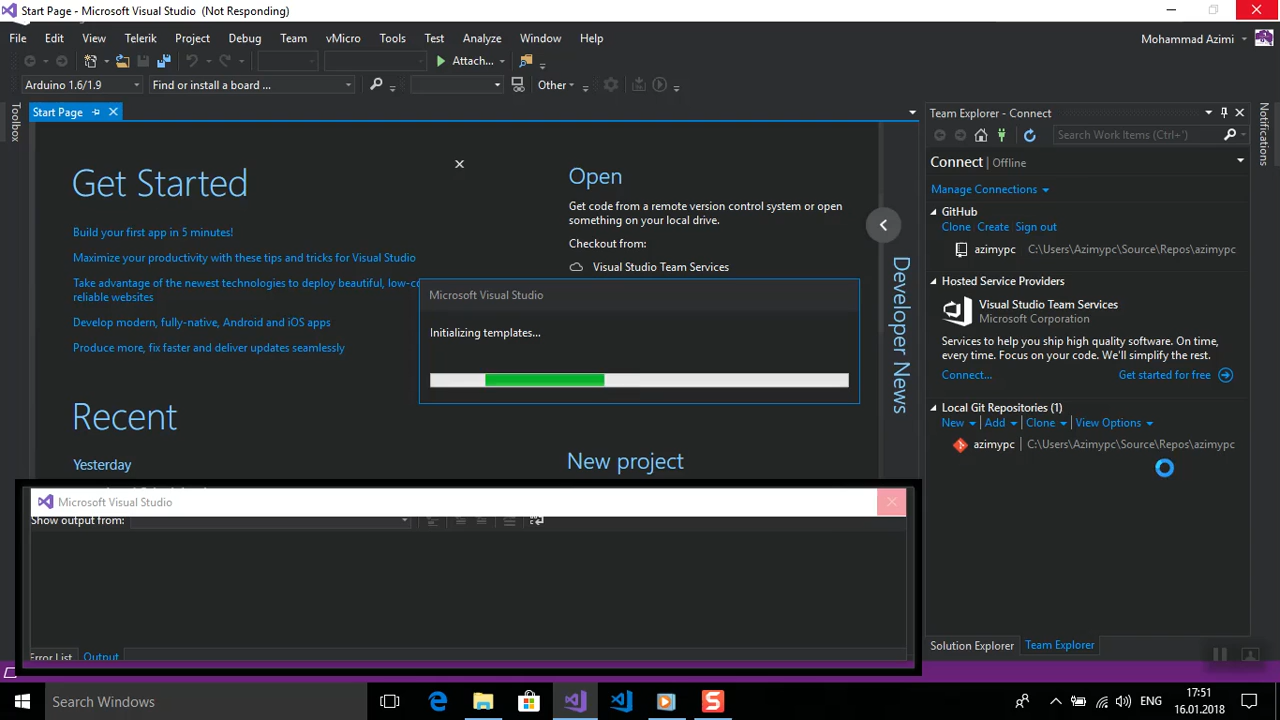 Start Page - Microsoft Visual Studio  (Not Responding)
File Edit View Telerik Project Debug Team vMicro Tools Test Analyze Window Help
Mohammad Azimi
Attach...
Arduino 1.6/1.9
Find or install a board ...
Other
Toolbox
Start Page
Get Started
Build your first app in 5 minutes!
Maximize your productivity with these tips and tricks for Visual Studio
Take advantage of the newest technologies to deploy beautiful, low-co
reliable websites
Develop modern, fully-native, Android and iOS apps
Produce more, fix faster and deliver updates seamlessly
Recent
Yesterday
Open
Get code from a remote version control system or open
something on your local drive.
Checkout from:
Visual Studio Team Services
Microsoft Visual Studio
Initializing templates...
New project
Developer News
Team Explorer - Connect
Search Work Items (Ctrl+')
Connect | Offline
Manage Connections
GitHub
Clone Create Sign out
azimypc C:\Users\Azimypc\Source\Repos\azimypc
Hosted Service Providers
Visual Studio Team Services
Microsoft Corporation
Services to help you ship high quality software. On time,
every time. Focus on your code. We'll simplify the rest.
Connect... Get started for free
Local Git Repositories (1)
New Add Clone View Options
azimypc | C:\Users\Azimypc\Source\Repos\azimypc
Notifications
Microsoft Visual Studio
Show output from:
Error List Output
Solution Explorer Team Explorer
Search Windows
ENG
17:51
16.01.2018